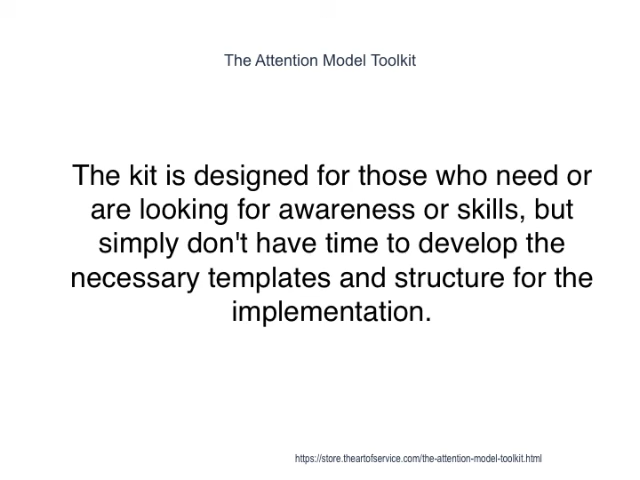 The Attention Model Toolkit
The kit is designed for those who need or
are looking for awareness or skills, but
simply don't have time to develop the
necessary templates and structure for the
implementation.
https://store.theartofservice.com/the-attention-model-toolkit.html